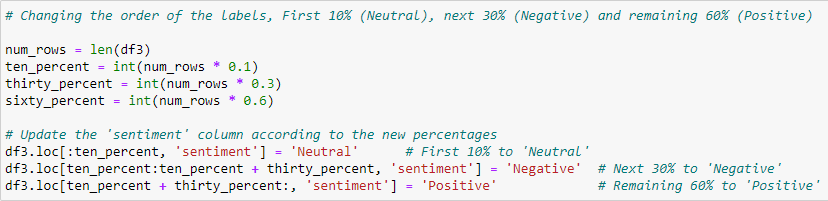 # Changing the order of the labels, First 10% (Neutral), next 30% (Negative) and remaining 60% (Positive)
num_rows = len(df3)
ten_percent = int(num_rows * 0.1)
thirty_percent = int(num_rows * 0.3)
sixty_percent = int(num_rows * 0.6)
# Update the 'sentiment' column according to the new percentages
df3.loc[:ten_percent, 'sentiment'] = 'Neutral'      # First 10% to 'Neutral'
df3.loc[ten_percent:ten_percent + thirty_percent, 'sentiment'] = 'Negative'  # Next 30% to 'Negative'
df3.loc[ten_percent + thirty_percent:, 'sentiment'] = 'Positive'             # Remaining 60% to 'Positive'